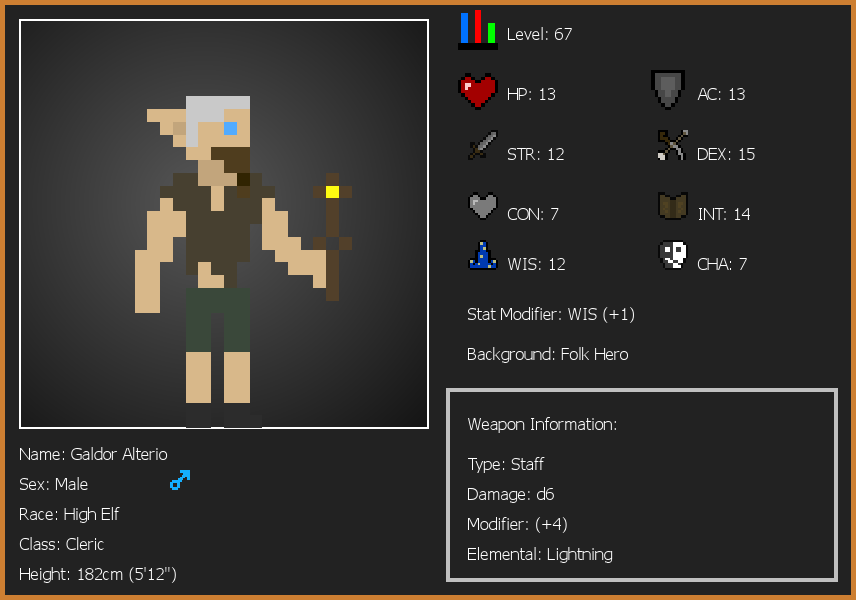 Level: 67
HP: 13
AC: 13
STR: 12
DEX: 15
CON: 7
INT: 14
WIS: 12
CHA: 7
Stat Modifier: WIS (+1)
Background: Folk Hero
Weapon Information:
Type: Staff
Damage: d6
Modifier: (+4)
Elemental: Lightning
Name: Galdor Alterio
Sex: Male
Race: High Elf
Class: Cleric
Height: 182cm (5'12")